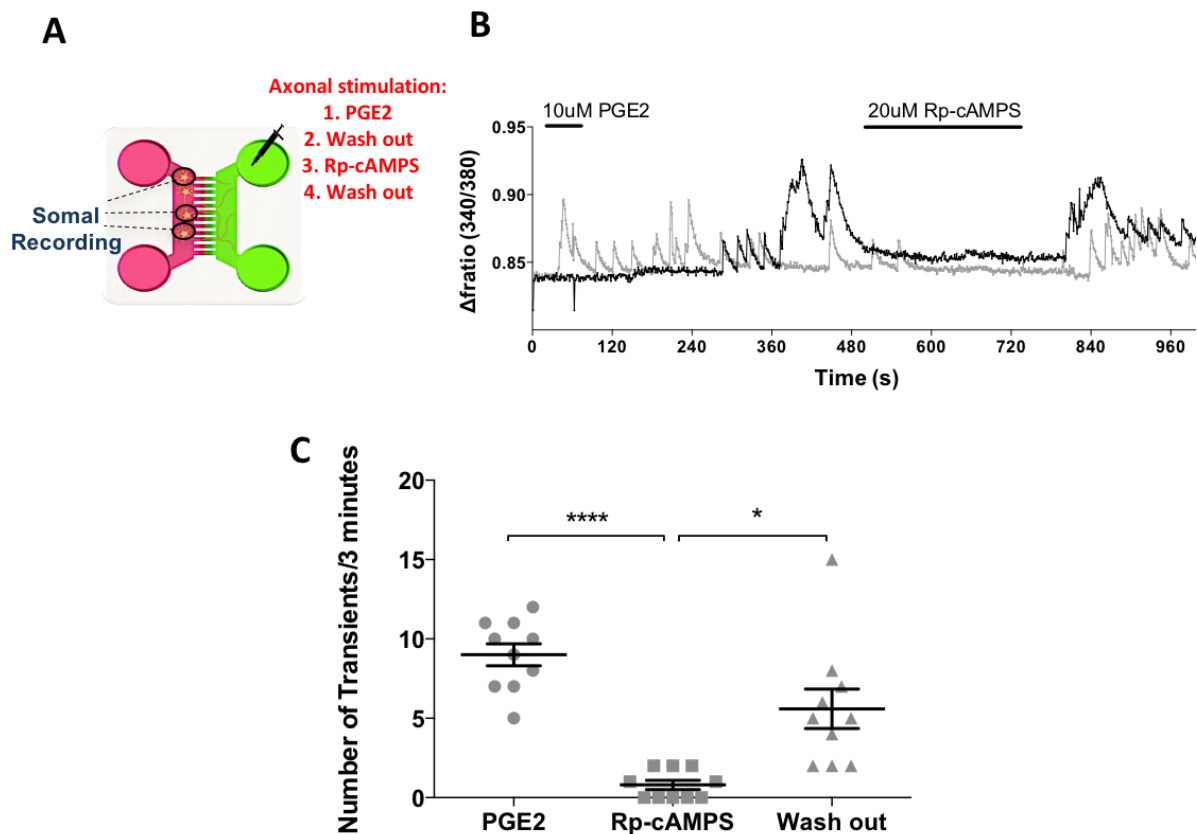 A
Axonal stimulation:
1. PGE2
2. Wash out
3. Rp-cAMPS
4. Wash out
Somal
Recording
B
10uM PGE2
20uM Rp-cAMPS
0.95
0.90
0.85
Δfratio (340/380)
0 120 240 360 480 600 720 840 960
Time (s)
C
Number of Transients/3 minutes
20
15
10
5
0
**** *
PGE2 Rp-cAMPS Wash out